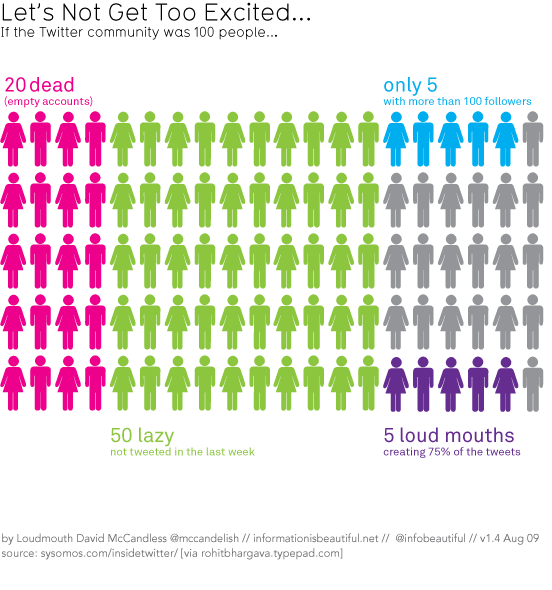 Let's Not Get Too Excited...
If the Twitter community was 100 people...
20 dead
(empty accounts)
only 5
with more than 100 followers
50 lazy
not tweeted in the last week
5 loud mouths
creating 75% of the tweets
by Loudmouth David McCandless @mccandelish // informationisbeautiful.net // @infobeautiful // v1.4 Aug 09
source: sysomos.com/insidetwitter/ [via rohitbhargava.typepad.com]